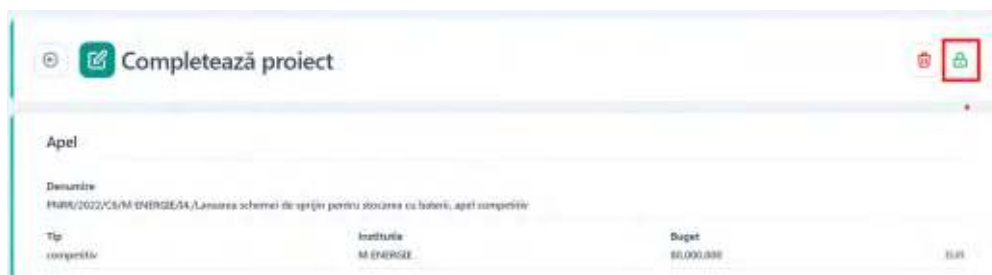 Completează proiect
Apel
Denumire
PNRR/2022/C6/M ENERGIE/I4./Lansarea schemei de sprijin pentru stocarea cu baterii, apel competitiv
Tip
competitiv
Institutie
M ENERGIE
Buget
80,000,000
EUR